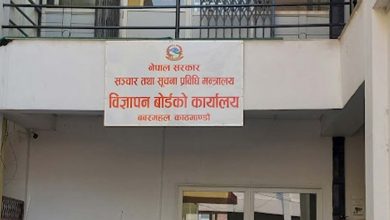 नेपाल सरकार
सञ्चार तथा सूचना प्रविधि मन्त्रालय
विज्ञापन बोर्डको कार्यालय
बबरमहल, काठमाण्डौं